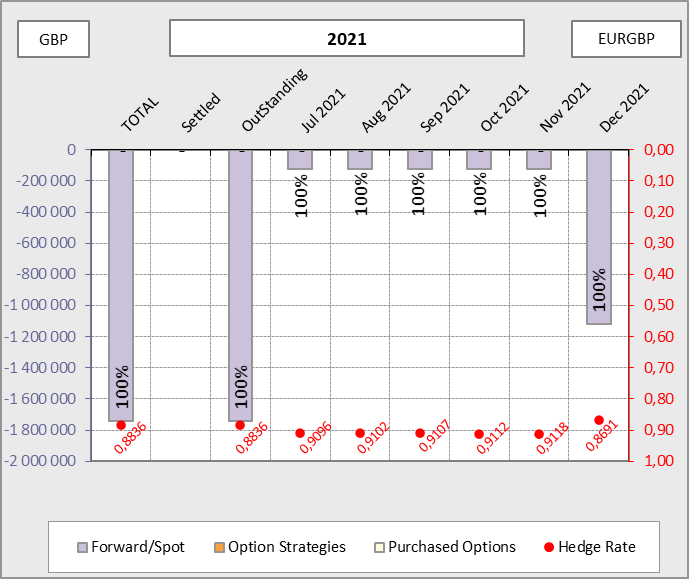 GBP 2021 EURGBP
TOTAL Settled OutStanding Jul 2021 Aug 2021 Sep 2021 Oct 2021 Nov 2021 Dec 2021
0 0,00
-200 000 0,10
100% 100% 100% 100% 100%
-400 000 0,20
-600 000 0,30
-800 000 0,40
100%
-1 000 000 0,50
-1 200 000 0,60
-1 400 000 0,70
100% 100%
-1 600 000 0,80
-1 800 000 0,90
0,8836 0,8836 0,9096 0,9102 0,9107 0,9112 0,9118 0,8691
-2 000 000 1,00
Forward/Spot Option Strategies Purchased Options Hedge Rate